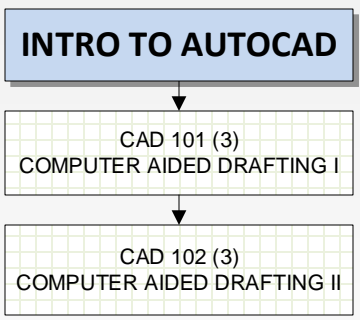 INTRO TO AUTOCAD
CAD 101 (3)
COMPUTER AIDED DRAFTING I
CAD 102 (3)
COMPUTER AIDED DRAFTING II